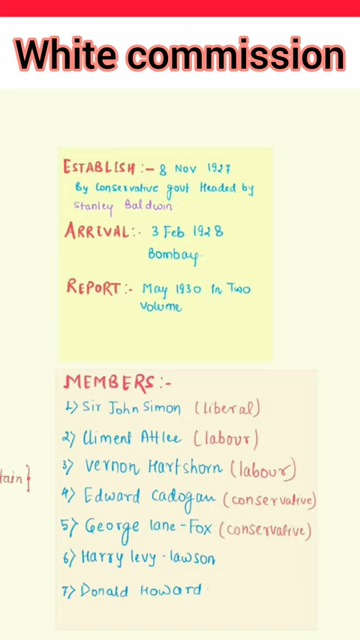 White commission
ESTABLISH :- 8 Nov 1927
By Conservative govt Headed by
Stanley Baldwin
ARRIVAL:- 3 Feb 1928
Bombay
REPORT:- May 1930 In Two
Volume
MEMBERS:-
1) Sir John Simon (liberal)
2) Climent Attlee (labour)
3) Vernon Hartshorn (labour)
tain}
4) Edward Cadogan (conservative)
5) George lane-Fox (conservative)
6) Harry levy-lawson
7) Donald Howard